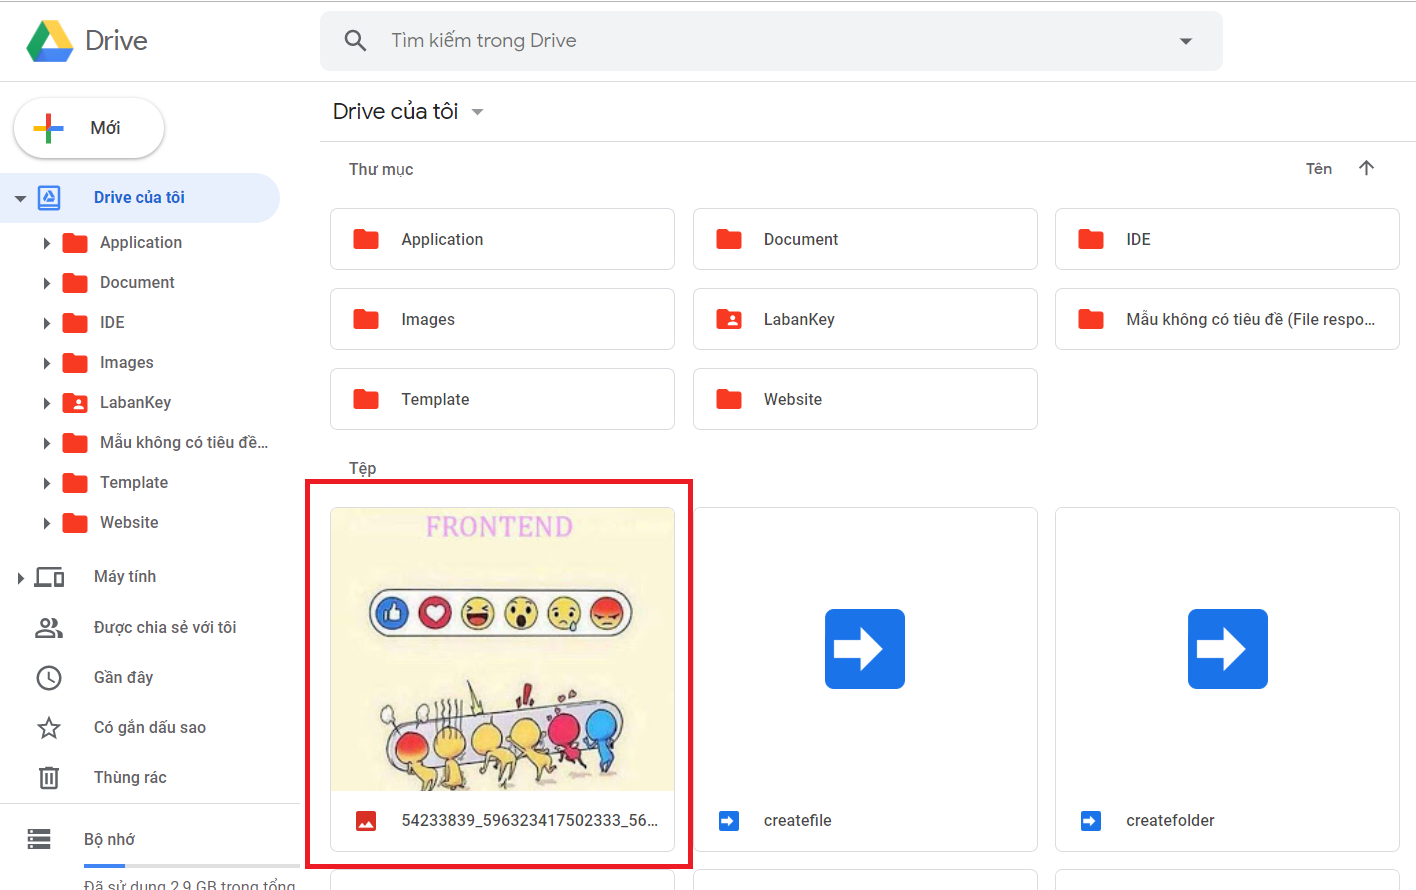 Drive
Tìm kiếm trong Drive
Mới
Drive của tôi
Application
Document
IDE
Images
LabanKey
Mẫu không có tiêu đề...
Template
Website
Máy tính
Được chia sẻ với tôi
Gần đây
Có gắn dấu sao
Thùng rác
Bộ nhớ
Đã sử dụng 2,9 GB trong tổng
Drive của tôi
Thư mục
Tên
Application
Document
IDE
Images
LabanKey
Mẫu không có tiêu đề (File respo...
Template
Website
Tệp
FRONTEND
54233839_596323417502333_56...
createfile
createfolder